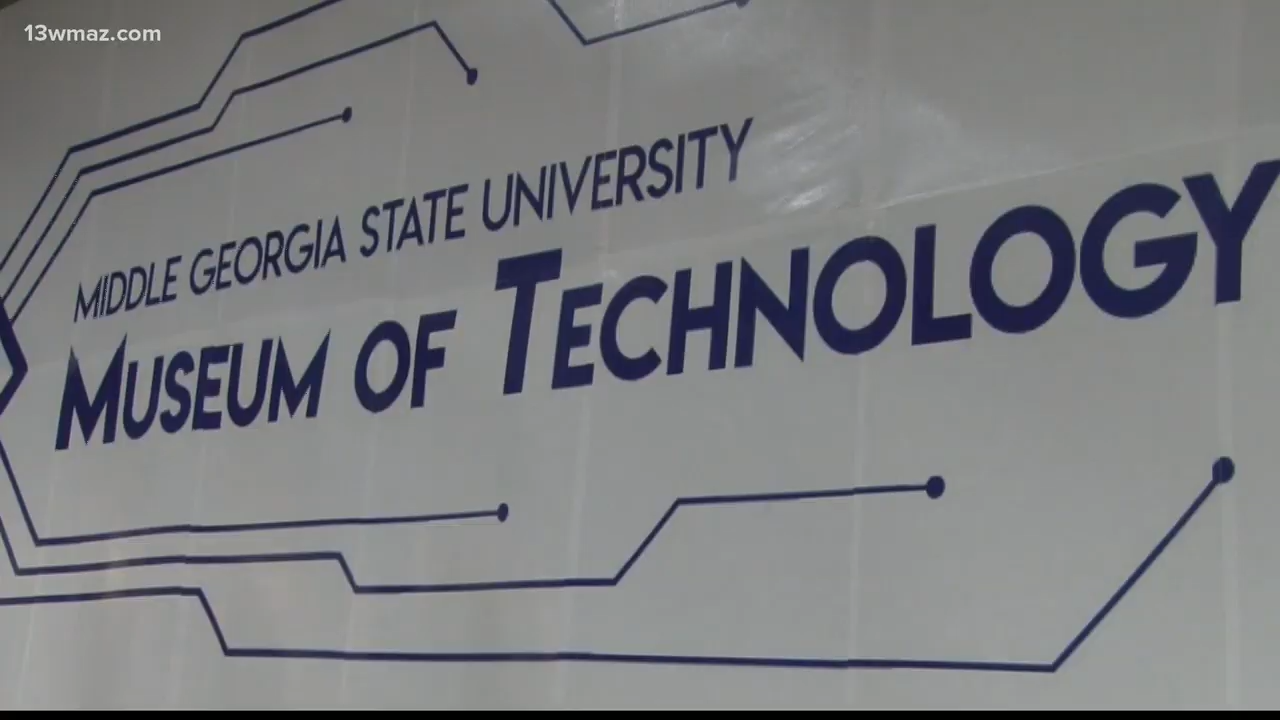 13wmaz.com
MIDDLE GEORGIA STATE UNIVERSITY
MUSEUM OF TECHNOLOGY